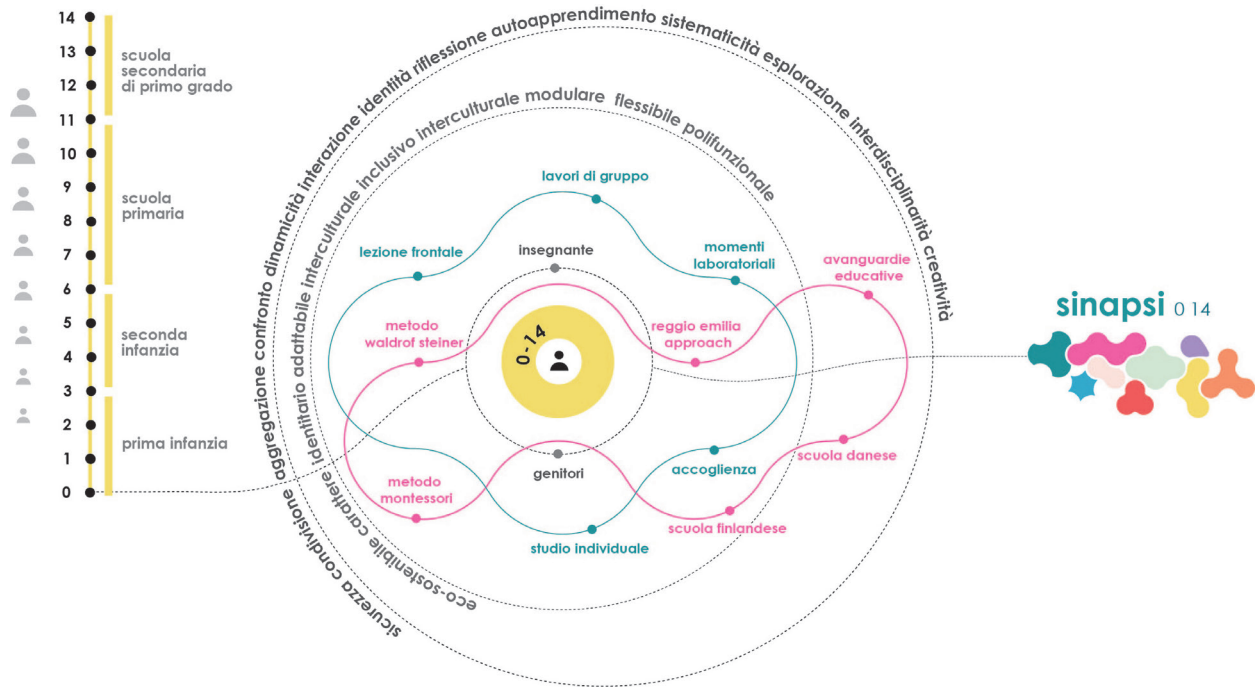 14
13
12
11
10
9
8
7
6
5
4
3
2
1
0
scuola
secondaria
di primo grado
scuola
primaria
seconda
infanzia
prima infanzia
sicurezza condivisione aggregazione confronto dinamicità interazione identità riflessione autoapprendimento sistematicità esplorazione interdisciplinarità creatività
eco-sostenibile carattere identitario adattabile interculturale inclusivo interculturale modulare flessibile polifunzionale
lavori di gruppo
lezione frontale
insegnante
momenti
laboratoriali
avanguardie
educative
metodo
waldrof steiner
0-14
reggio emilia
approach
genitori
accoglienza
scuola danese
metodo
montessori
studio individuale
scuola finlandese
sinapsi 0 14